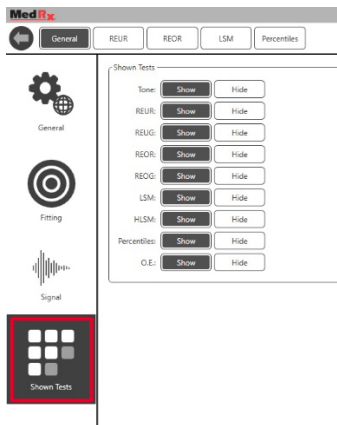 MedRx
General REUR REOR LSM Percentiles
Shown Tests
Tone: Show Hide
REUR: Show Hide
REUG: Show Hide
REOR: Show Hide
REOG: Show Hide
LSM: Show Hide
HLSM: Show Hide
Percentiles: Show Hide
O.E.: Show Hide
General
Fitting
Signal
Shown Tests